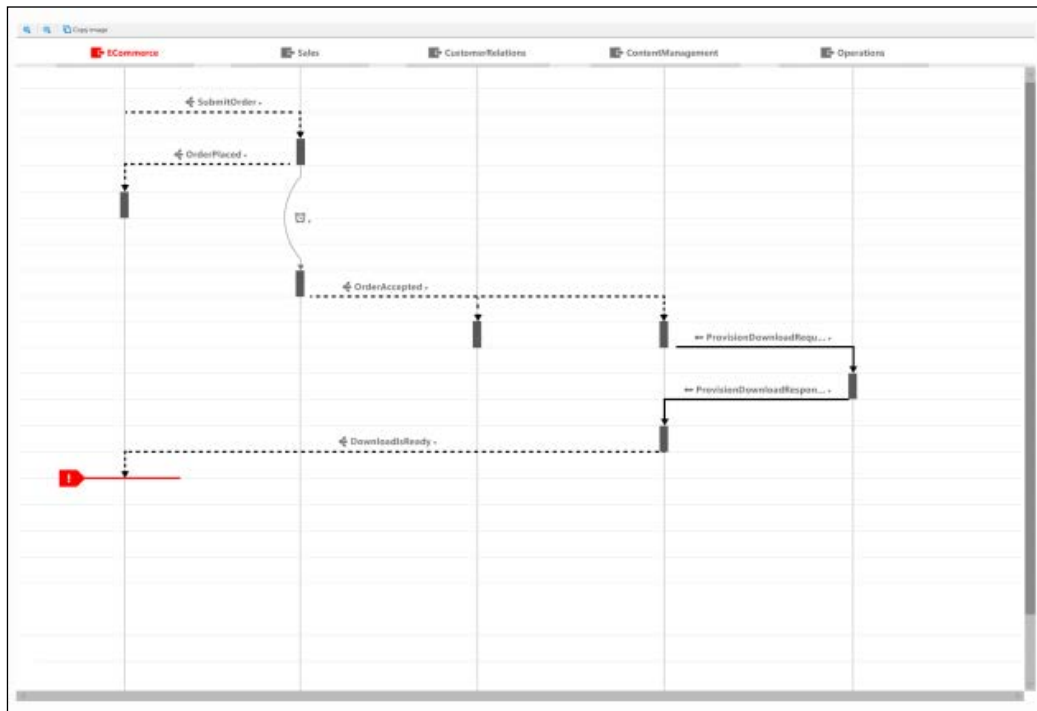 Copy image
ECommerce
Sales
CustomerRelations
ContentManagement
Operations
SubmitOrder
OrderPlaced
OrderAccepted
ProvisionDownloadRequ...
ProvisionDownloadRespon...
DownloadIsReady
!